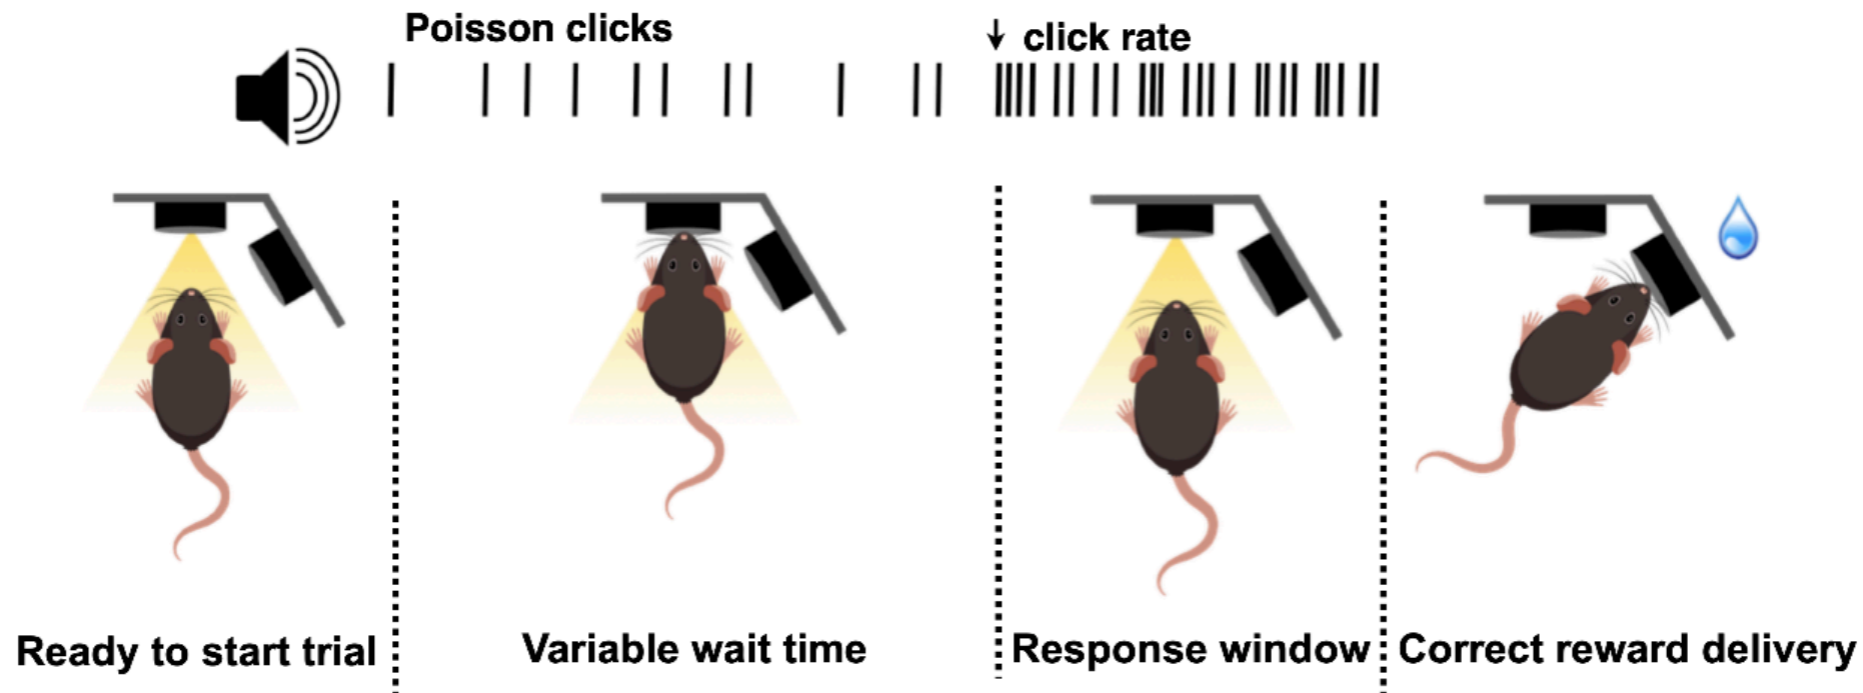 Poisson clicks
↓ click rate
Ready to start trial
Variable wait time
Response window
Correct reward delivery